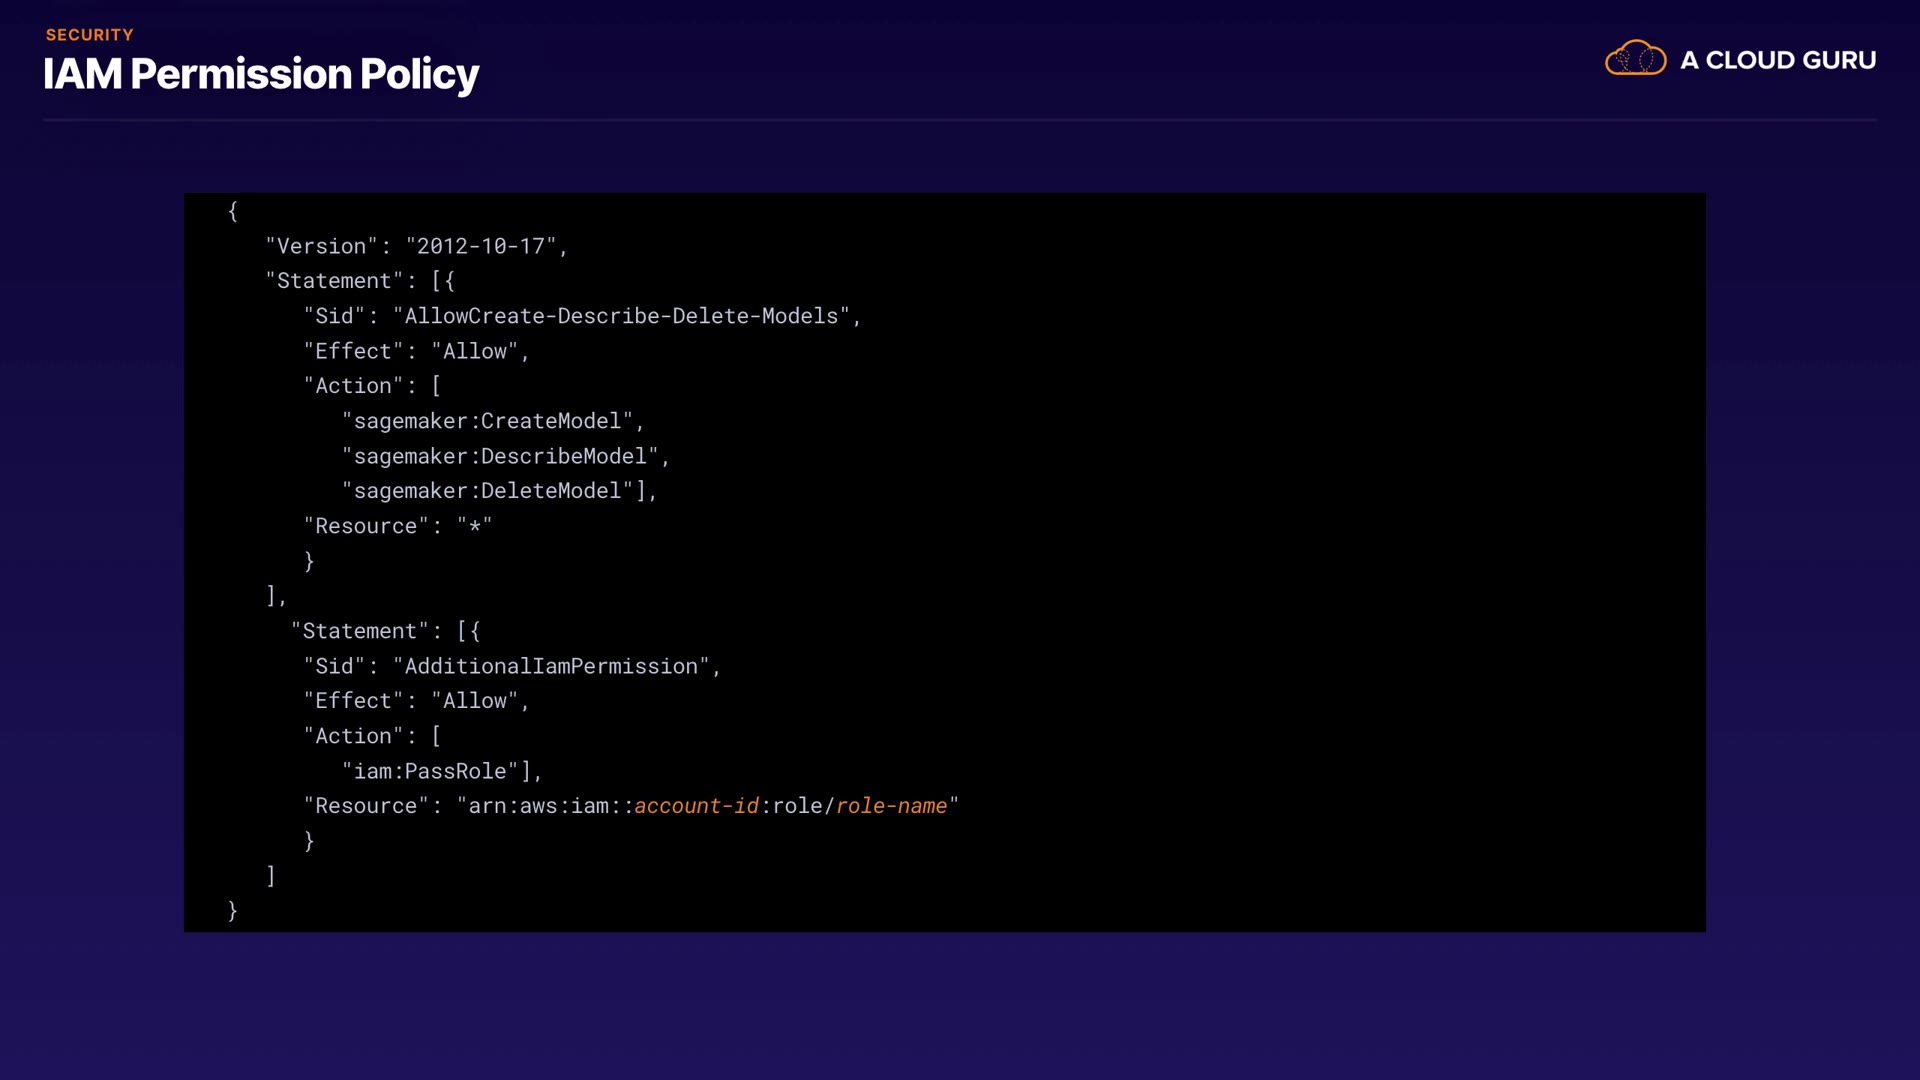 SECURITY
IAM Permission Policy
A CLOUD GURU
{
"Version": "2012-10-17",
"Statement": [{
"Sid": "AllowCreate-Describe-Delete-Models",
"Effect": "Allow",
"Action": [
"sagemaker:CreateModel",
"sagemaker:DescribeModel",
"sagemaker:DeleteModel"],
"Resource": "*"
}
],
"Statement": [{
"Sid": "AdditionalIamPermission",
"Effect": "Allow",
"Action": [
"iam:PassRole"],
"Resource": "arn:aws:iam::account-id:role/role-name"
}
]
}